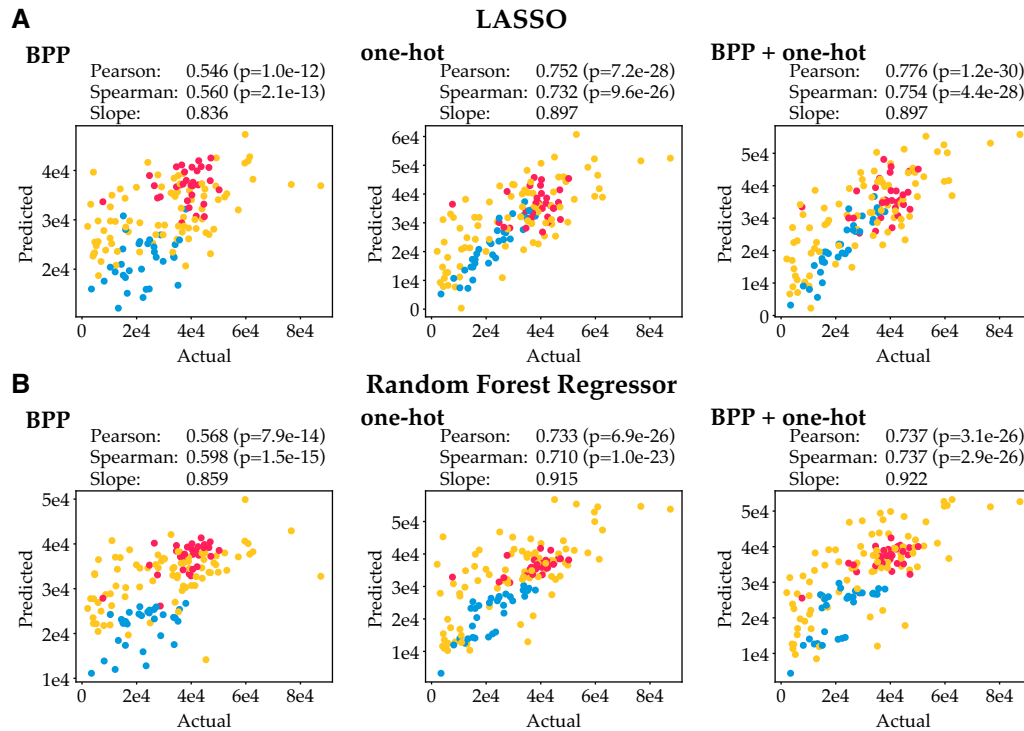 A
LASSO
BPP
Pearson: 0.546 (p=1.0e-12)
Spearman: 0.560 (p=2.1e-13)
Slope: 0.836
one-hot
Pearson: 0.752 (p=7.2e-28)
Spearman: 0.732 (p=9.6e-26)
Slope: 0.897
BPP + one-hot
Pearson: 0.776 (p=1.2e-30)
Spearman: 0.754 (p=4.4e-28)
Slope: 0.897
Predicted
4e4
3e4
2e4
0 2e4 4e4 6e4 8e4
Actual
Predicted
6e4
5e4
4e4
3e4
2e4
1e4
0
0 2e4 4e4 6e4 8e4
Actual
Predicted
5e4
4e4
3e4
2e4
1e4
0
0 2e4 4e4 6e4 8e4
Actual
B
Random Forest Regressor
BPP
Pearson: 0.568 (p=7.9e-14)
Spearman: 0.598 (p=1.5e-15)
Slope: 0.859
one-hot
Pearson: 0.733 (p=6.9e-26)
Spearman: 0.710 (p=1.0e-23)
Slope: 0.915
BPP + one-hot
Pearson: 0.737 (p=3.1e-26)
Spearman: 0.737 (p=2.9e-26)
Slope: 0.922
Predicted
5e4
4e4
3e4
2e4
1e4
0 2e4 4e4 6e4 8e4
Actual
Predicted
5e4
4e4
3e4
2e4
1e4
0 2e4 4e4 6e4 8e4
Actual
Predicted
5e4
4e4
3e4
2e4
1e4
0 2e4 4e4 6e4 8e4
Actual